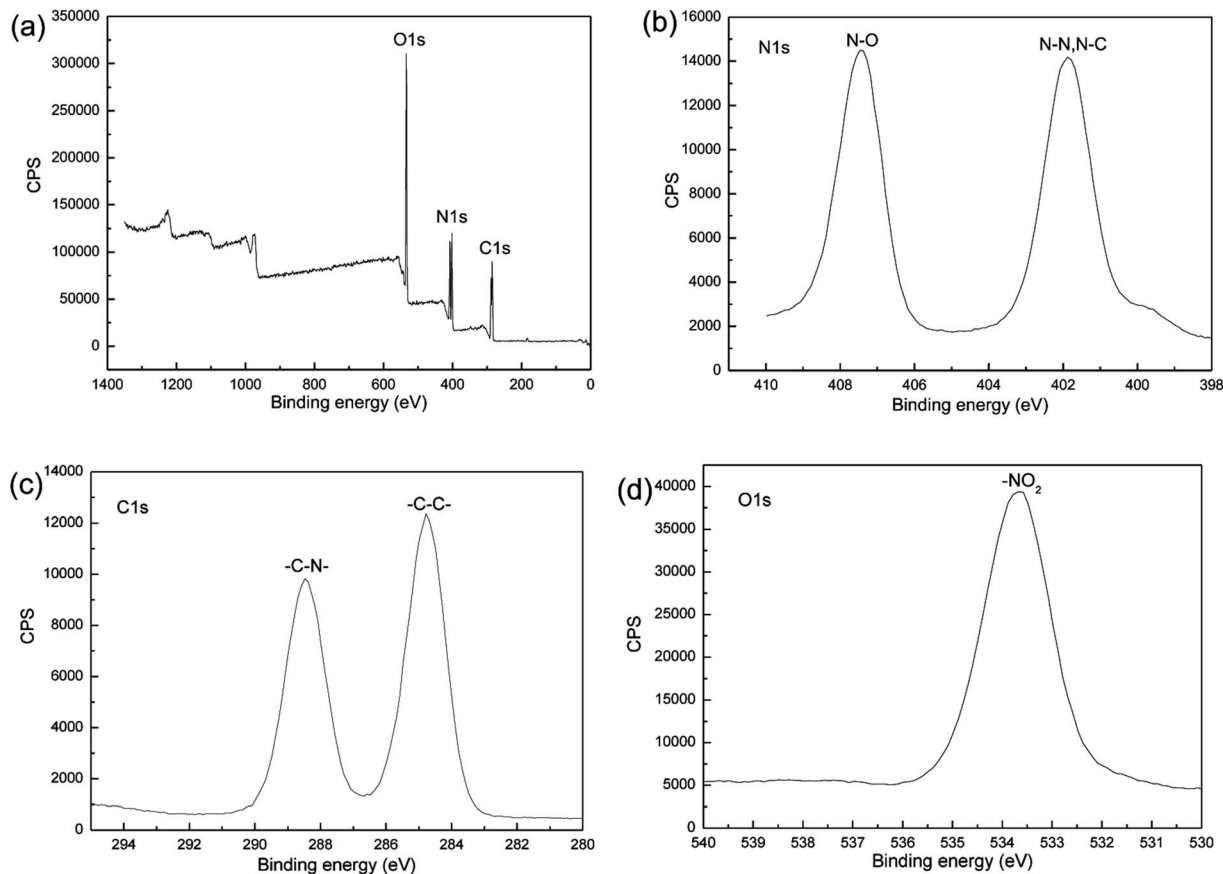 (a)
350000
300000
250000
200000
150000
100000
50000
0
CPS
O1s
N1s
C1s
1400 1200 1000 800 600 400 200 0
Binding energy (eV)
(b)
16000
14000
12000
10000
8000
6000
4000
2000
0
CPS
N1s
N-O
N-N,N-C
410 408 406 404 402 400 398
Binding energy (eV)
(c)
14000
12000
10000
8000
6000
4000
2000
0
CPS
C1s
-C-N-
-C-C-
294 292 290 288 286 284 282 280
Binding energy (eV)
(d)
40000
35000
30000
25000
20000
15000
10000
5000
0
CPS
O1s
-NO₂
540 539 538 537 536 535 534 533 532 531 530
Binding energy (eV)